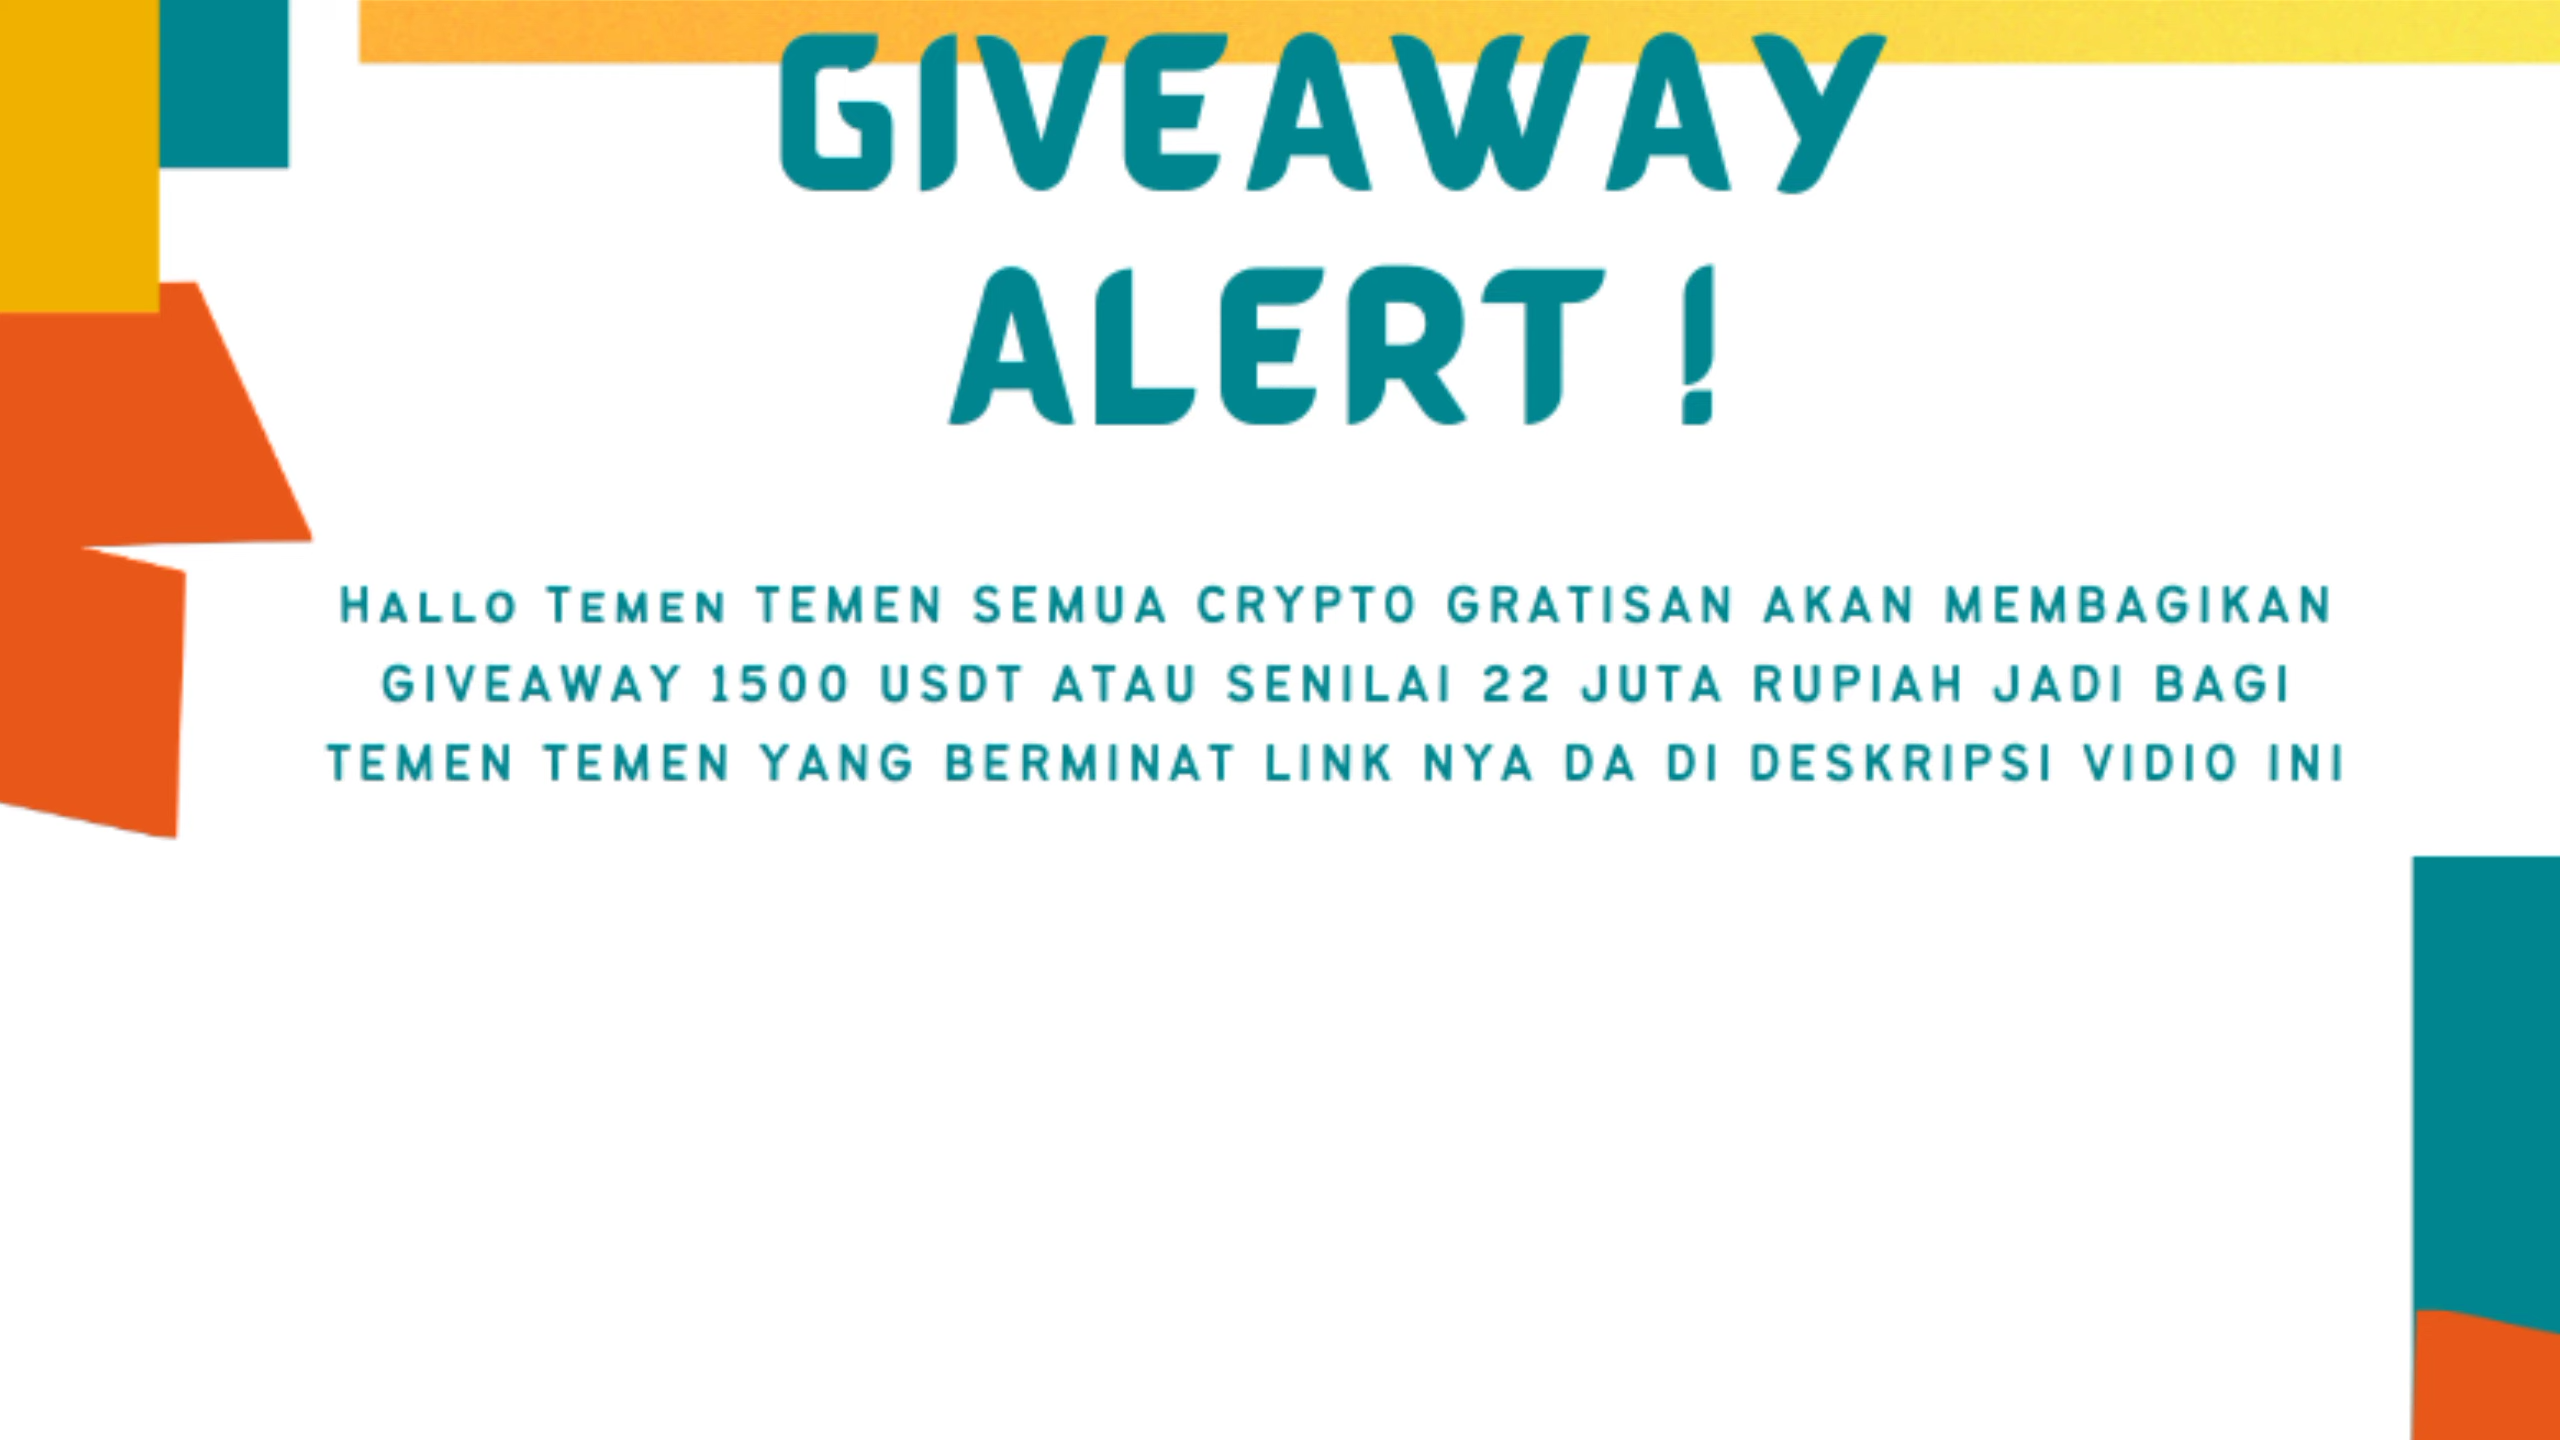 GIVEAWAY
ALERT !
Hallo Temen TEMEN SEMUA CRYPTO GRATISAN AKAN MEMBAGIKAN
GIVEAWAY 1500 USDT ATAU SENILAI 22 JUTA RUPIAH JADI BAGI
TEMEN TEMEN YANG BERMINAT LINK NYA DA DI DESKRIPSI VIDIO INI